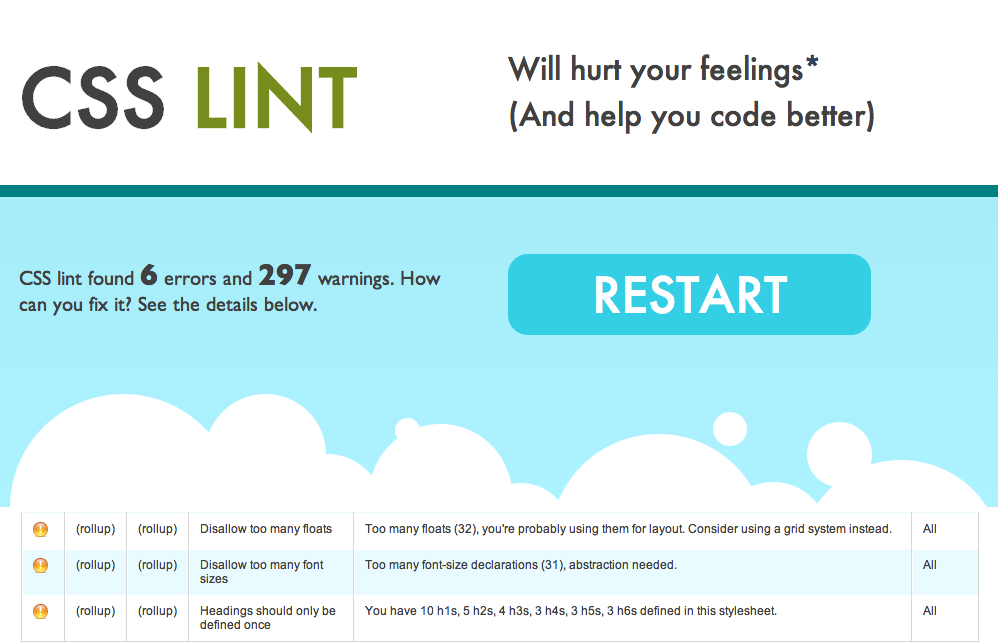 CSS LINT
Will hurt your feelings*
(And help you code better)
CSS lint found 6 errors and 297 warnings. How
can you fix it? See the details below.
RESTART
(rollup) (rollup) Disallow too many floats Too many floats (32), you're probably using them for layout. Consider using a grid system instead. All
(rollup) (rollup) Disallow too many font Too many font-size declarations (31), abstraction needed. All
sizes
(rollup) (rollup) Headings should only be You have 10 h1s, 5 h2s, 4 h3s, 3 h4s, 3 h5s, 3 h6s defined in this stylesheet. All
defined once